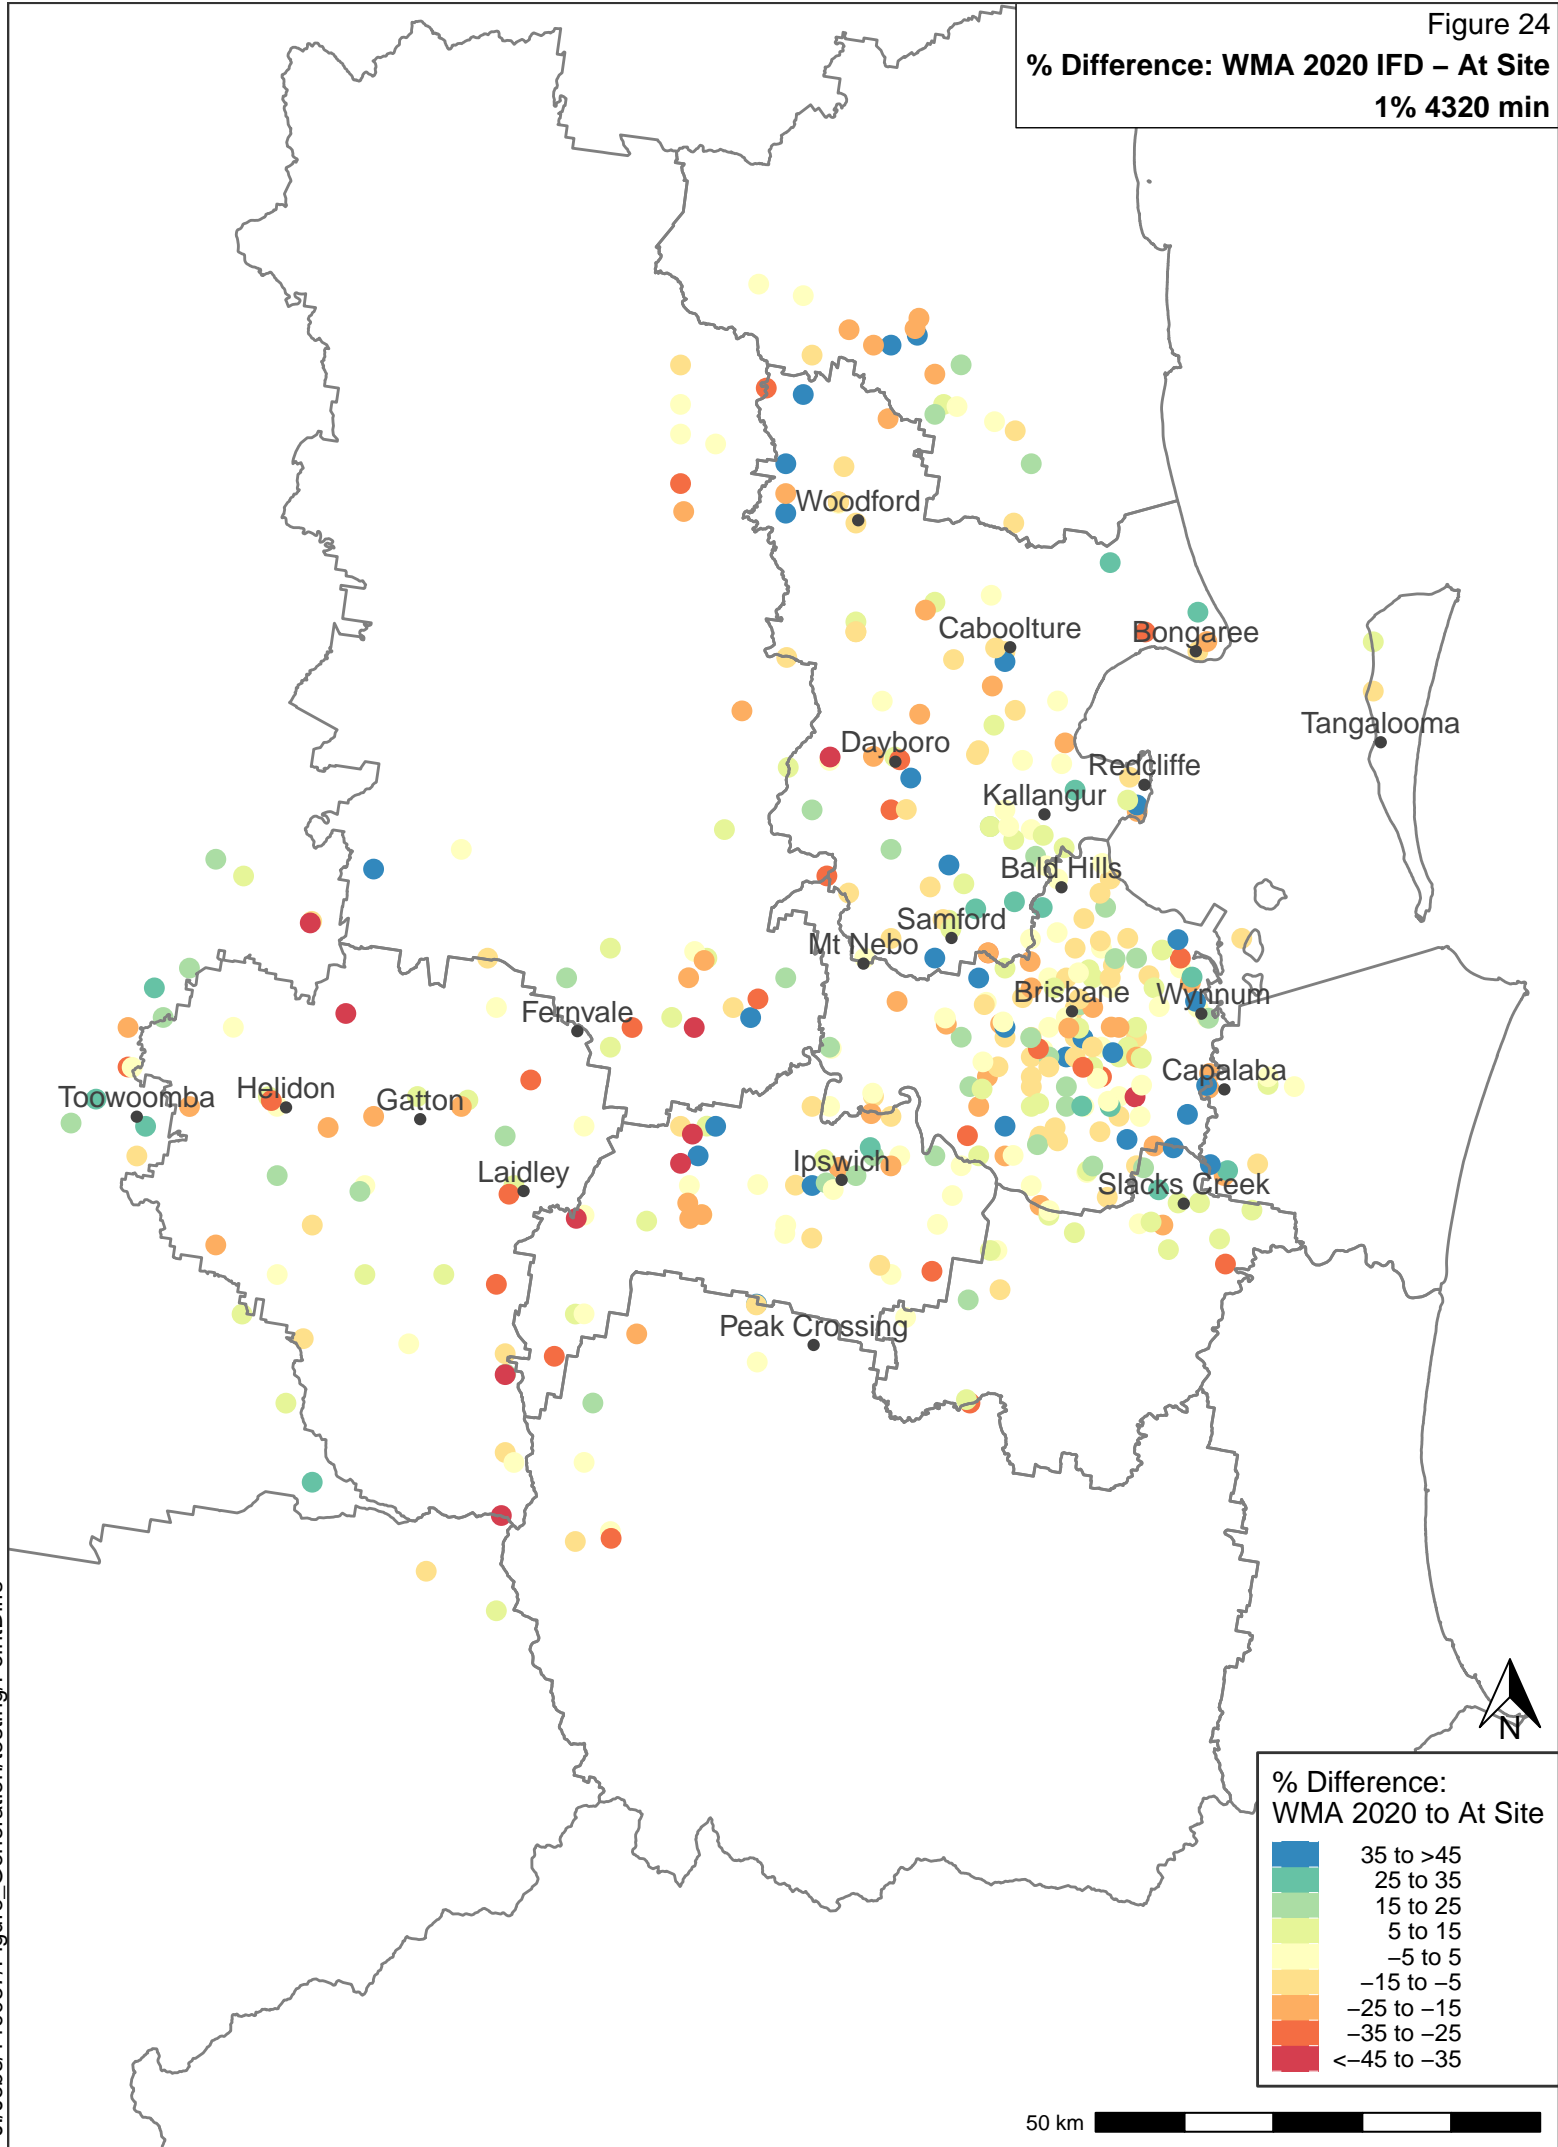 Figure 24
% Difference: WMA 2020 IFD – At Site
1% 4320 min
Woodford
Caboolture
Bongaree
Tangalooma
Dayboro
Redcliffe
Kallangur
Bald Hills
Samford
Mt Nebo
Brisbane
Wynnum
Fernvale
Capalaba
Toowoomba
Helidon
Gatton
Ipswich
Laidley
Slacks Creek
Peak Crossing
N
% Difference:
WMA 2020 to At Site
35 to >45
25 to 35
15 to 25
5 to 15
−5 to 5
−15 to −5
−25 to −15
−35 to −25
<−45 to −35
50 km